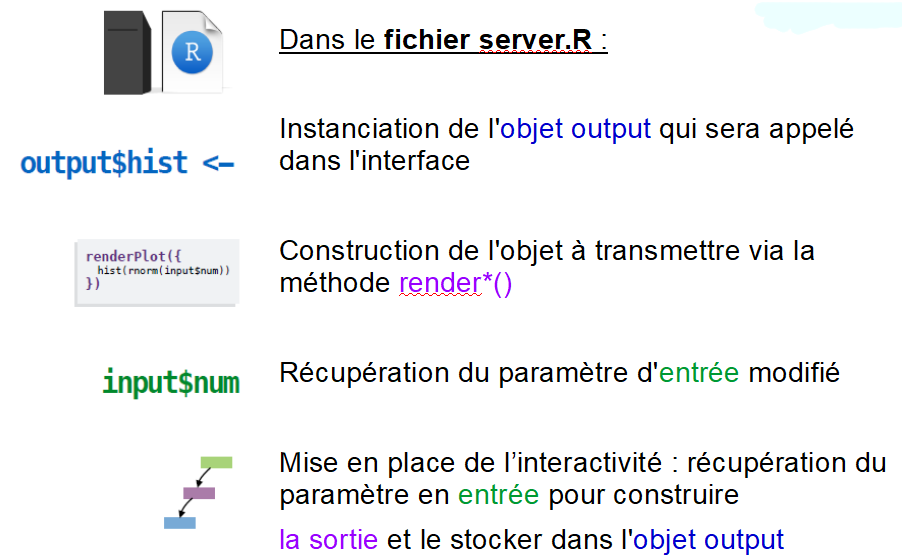 R
Dans le fichier server.R :
Instanciation de l'objet output qui sera appelé
dans l'interface
output$hist <-
Construction de l'objet à transmettre via la
méthode render*()
renderPlot({
hist(rnorm(input$num))
})
Récupération du paramètre d'entrée modifié
input$num
Mise en place de l’interactivité : récupération du
paramètre en entrée pour construire
la sortie et le stocker dans l'objet output